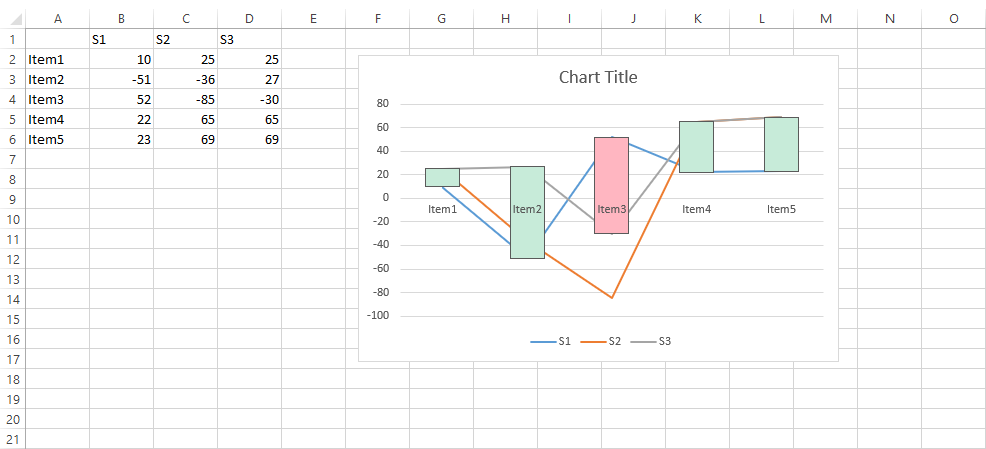 A B C D E F G H I J K L M N O
1 S1 S2 S3
2 Item1 10 25 25
3 Item2 -51 -36 27
4 Item3 52 -85 -30
5 Item4 22 65 65
6 Item5 23 69 69
7
8
9
10
11
12
13
14
15
16
17
18
19
20
21
Chart Title
80
60
40
20
0
-20
-40
-60
-80
-100
Item1 Item2 Item3 Item4 Item5
S1 S2 S3